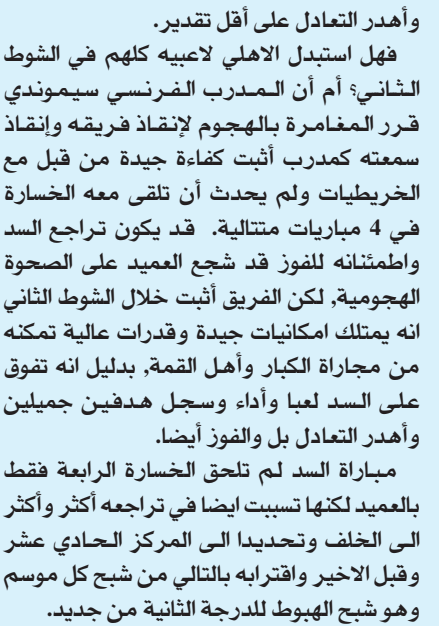 وأهدر التعادل على أقل تقدير.
فهل استبدل الاهلي لاعبيه كلهم في الشوط
الثاني؟ أم أن المدرب الفرنسي سيموندي
قرر المغامرة بالهجوم لإنقاذ فريقه وإنقاذ
سمعته كمدرب أثبت كفاءة جيدة من قبل مع
الخريطيات ولم يحدث أن تلقى معه الخسارة
في 4 مباريات متتالية. قد يكون تراجع السد
واطمئنانه للفوز قد شجع العميد على الصحوة
الهجومية, لكن الفريق أثبت خلال الشوط الثاني
انه يمتلك امكانيات جيدة وقدرات عالية تمكنه
من مجاراة الكبار وأهل القمة, بدليل انه تفوق
على السد لعبا وأداء وسجل هدفين جميلين
وأهدر التعادل بل والفوز أيضا.
مباراة السد لم تلحق الخسارة الرابعة فقط
بالعميد لكنها تسببت ايضا في تراجعه أكثر وأكثر
الى الخلف وتحديدا الى المركز الحادي عشر
وقبل الاخير واقترابه بالتالي من شبح كل موسم
وهو شبح الهبوط للدرجة الثانية من جديد.